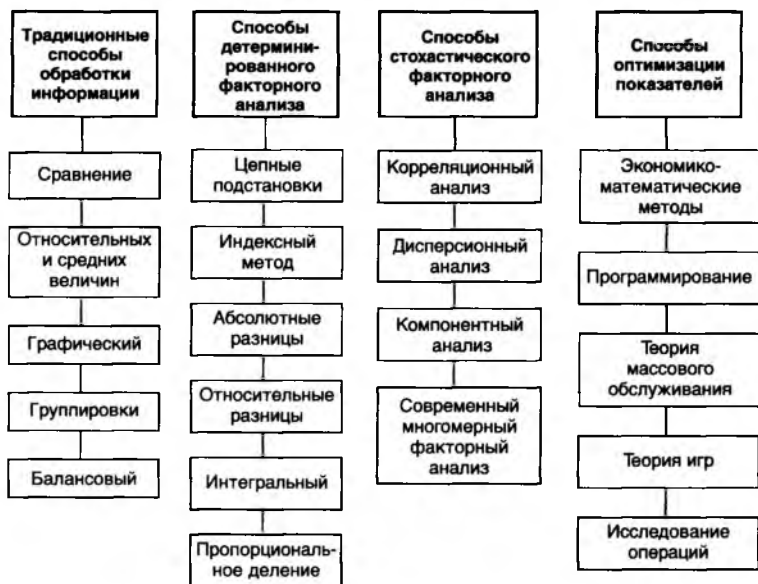 Традиционные
способы
обработки
информации
Сравнение
Относительных
и средних
величин
Графический
Группировки
Балансовый
Способы
детермини-
рованного
факторного
анализа
Цепные
подстановки
Индексный
метод
Абсолютные
разницы
Относительные
разницы
Интегральный
Пропорциональ-
ное деление
Способы
стохастического
факторного
анализа
Корреляционный
анализ
Дисперсионный
анализ
Компонентный
анализ
Современный
многомерный
факторный
анализ
Способы
оптимизации
показателей
Экономико-
математические
методы
Программирование
Теория
массового
обслуживания
Теория игр
Исследование
операций